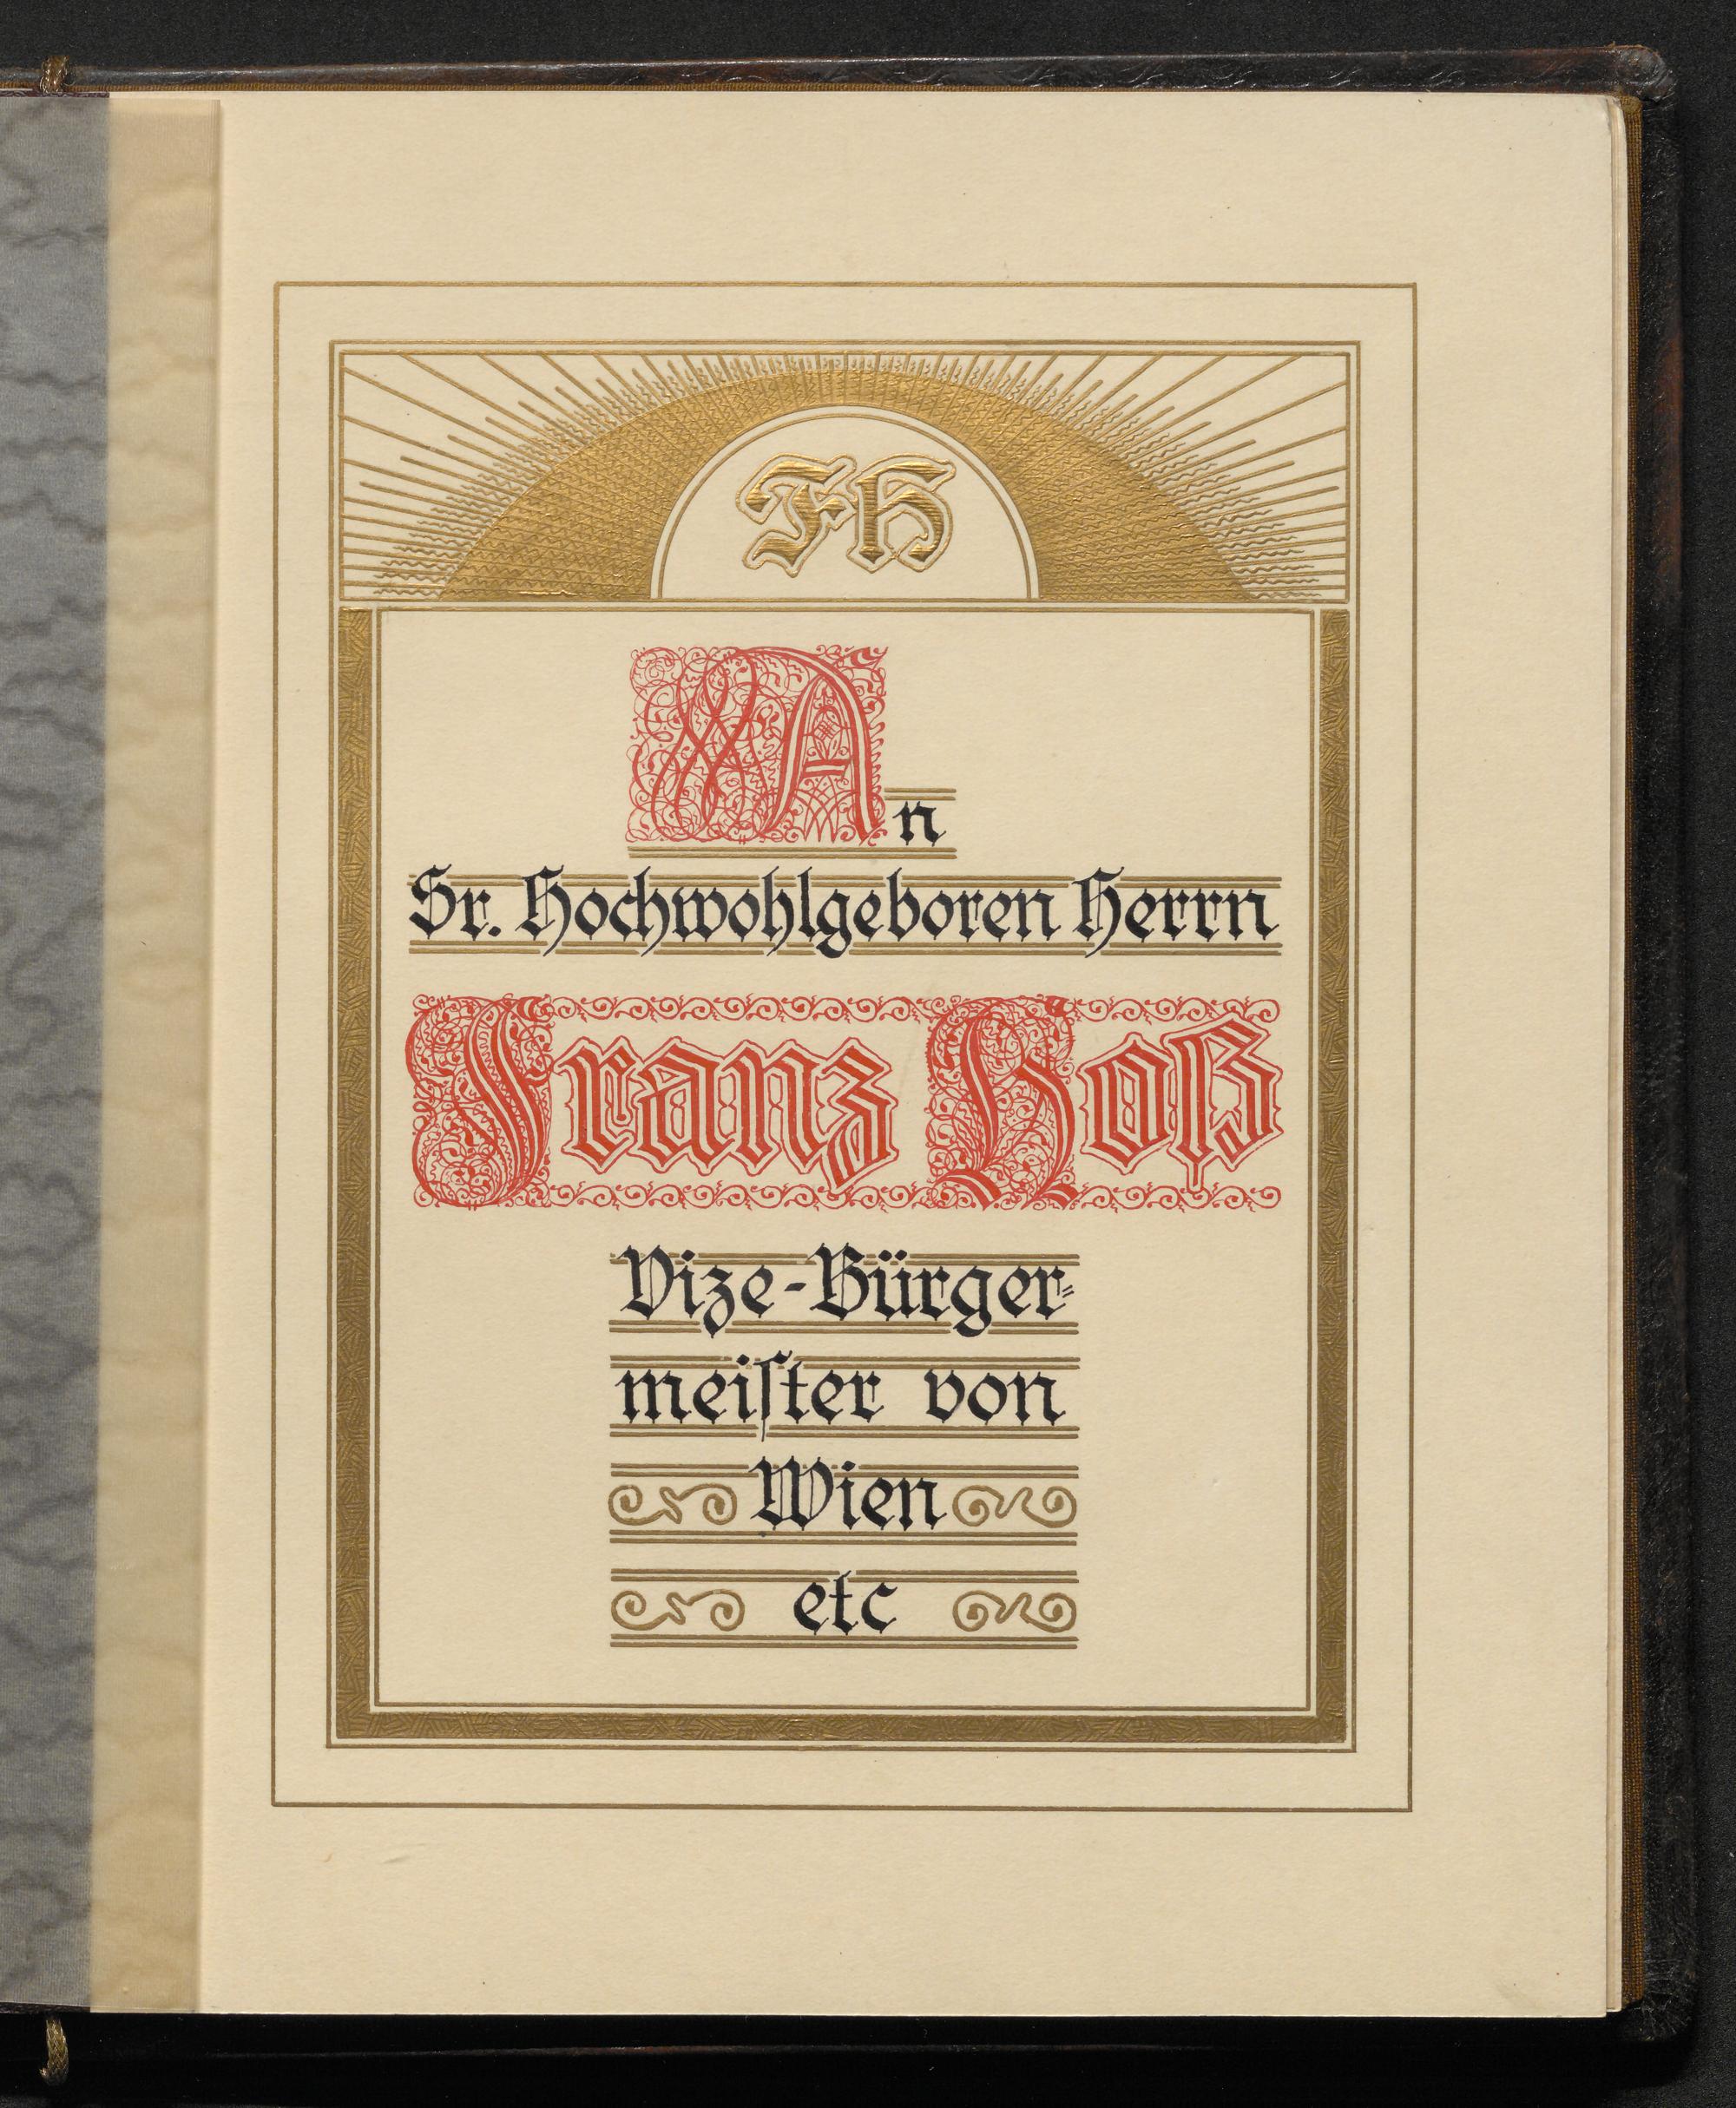 FH
An
Sr. Hochwohlgeboren Herrn
Franz Hoß
Vize-Bürger-
meiſter von
Wien
etc